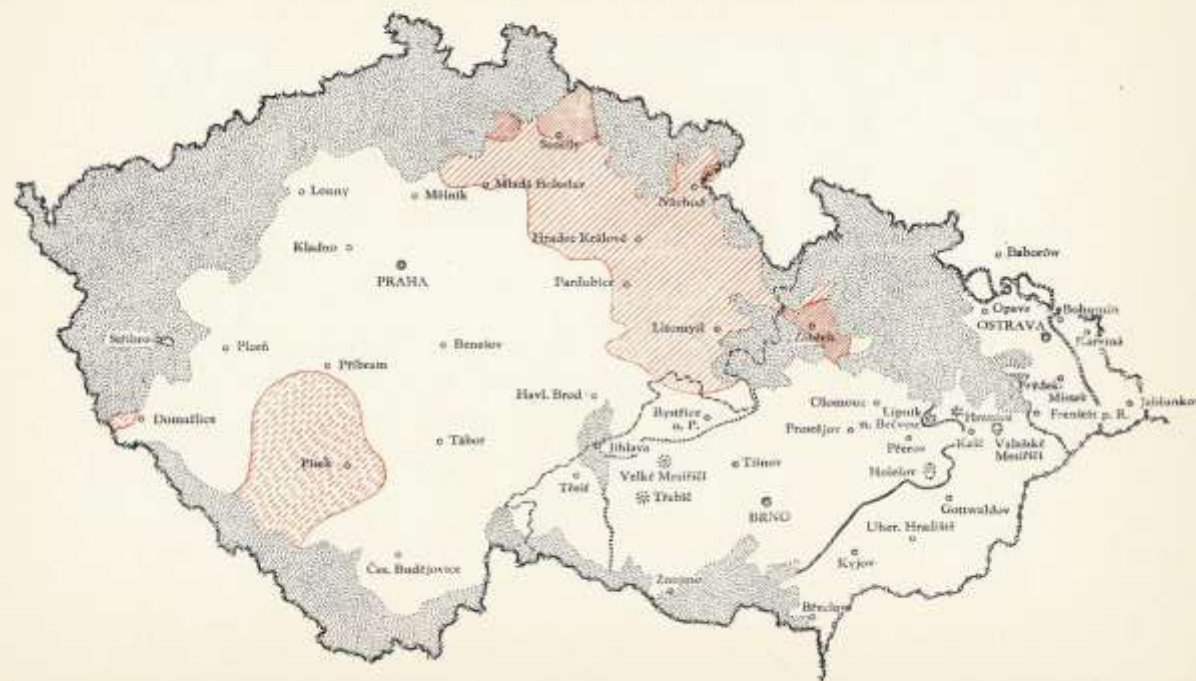 Semily
Louny
Mělník
Mladá Boleslav
Náchod
Kladno
Hradec Králové
PRAHA
Pardubice
Baborów
Opava
Bohumín
OSTRAVA
Karviná
Stříbro
Plzeň
Benešov
Litomyšl
Zábřeh
Příbram
Frýdek
Místek
Jablunkov
Havl. Brod
Bystřice
n. P.
Olomouc
Lipník
n. Bečvou
Hranice
Frenštát p. R.
Domažlice
Tábor
Prostějov
Přerov
Kelč
Valašské
Meziříčí
Písek
Jihlava
Velké Meziříčí
Tišnov
Holešov
Třešť
Třebíč
BRNO
Gottwaldov
Uher. Hradiště
Čes. Budějovice
Kyjov
Znojmo
Břeclav